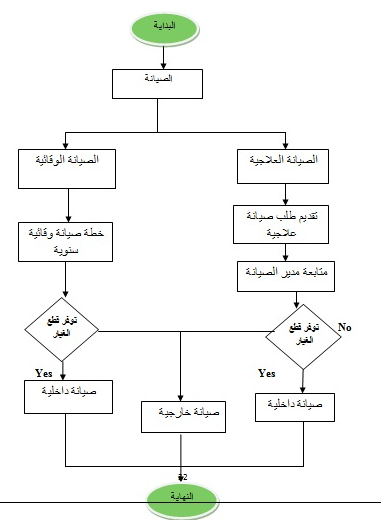 البداية
الصيانة
الصيانة العلاجية
الصيانة الوقائية
تقديم طلب صيانة
علاجية
خطة صيانة وقائية
سنوية
متابعة مدير الصيانة
توفر قطع
الغيار
No
توفر قطع
الغيار
Yes
Yes
صيانة داخلية
صيانة خارجية
صيانة داخلية
النهاية